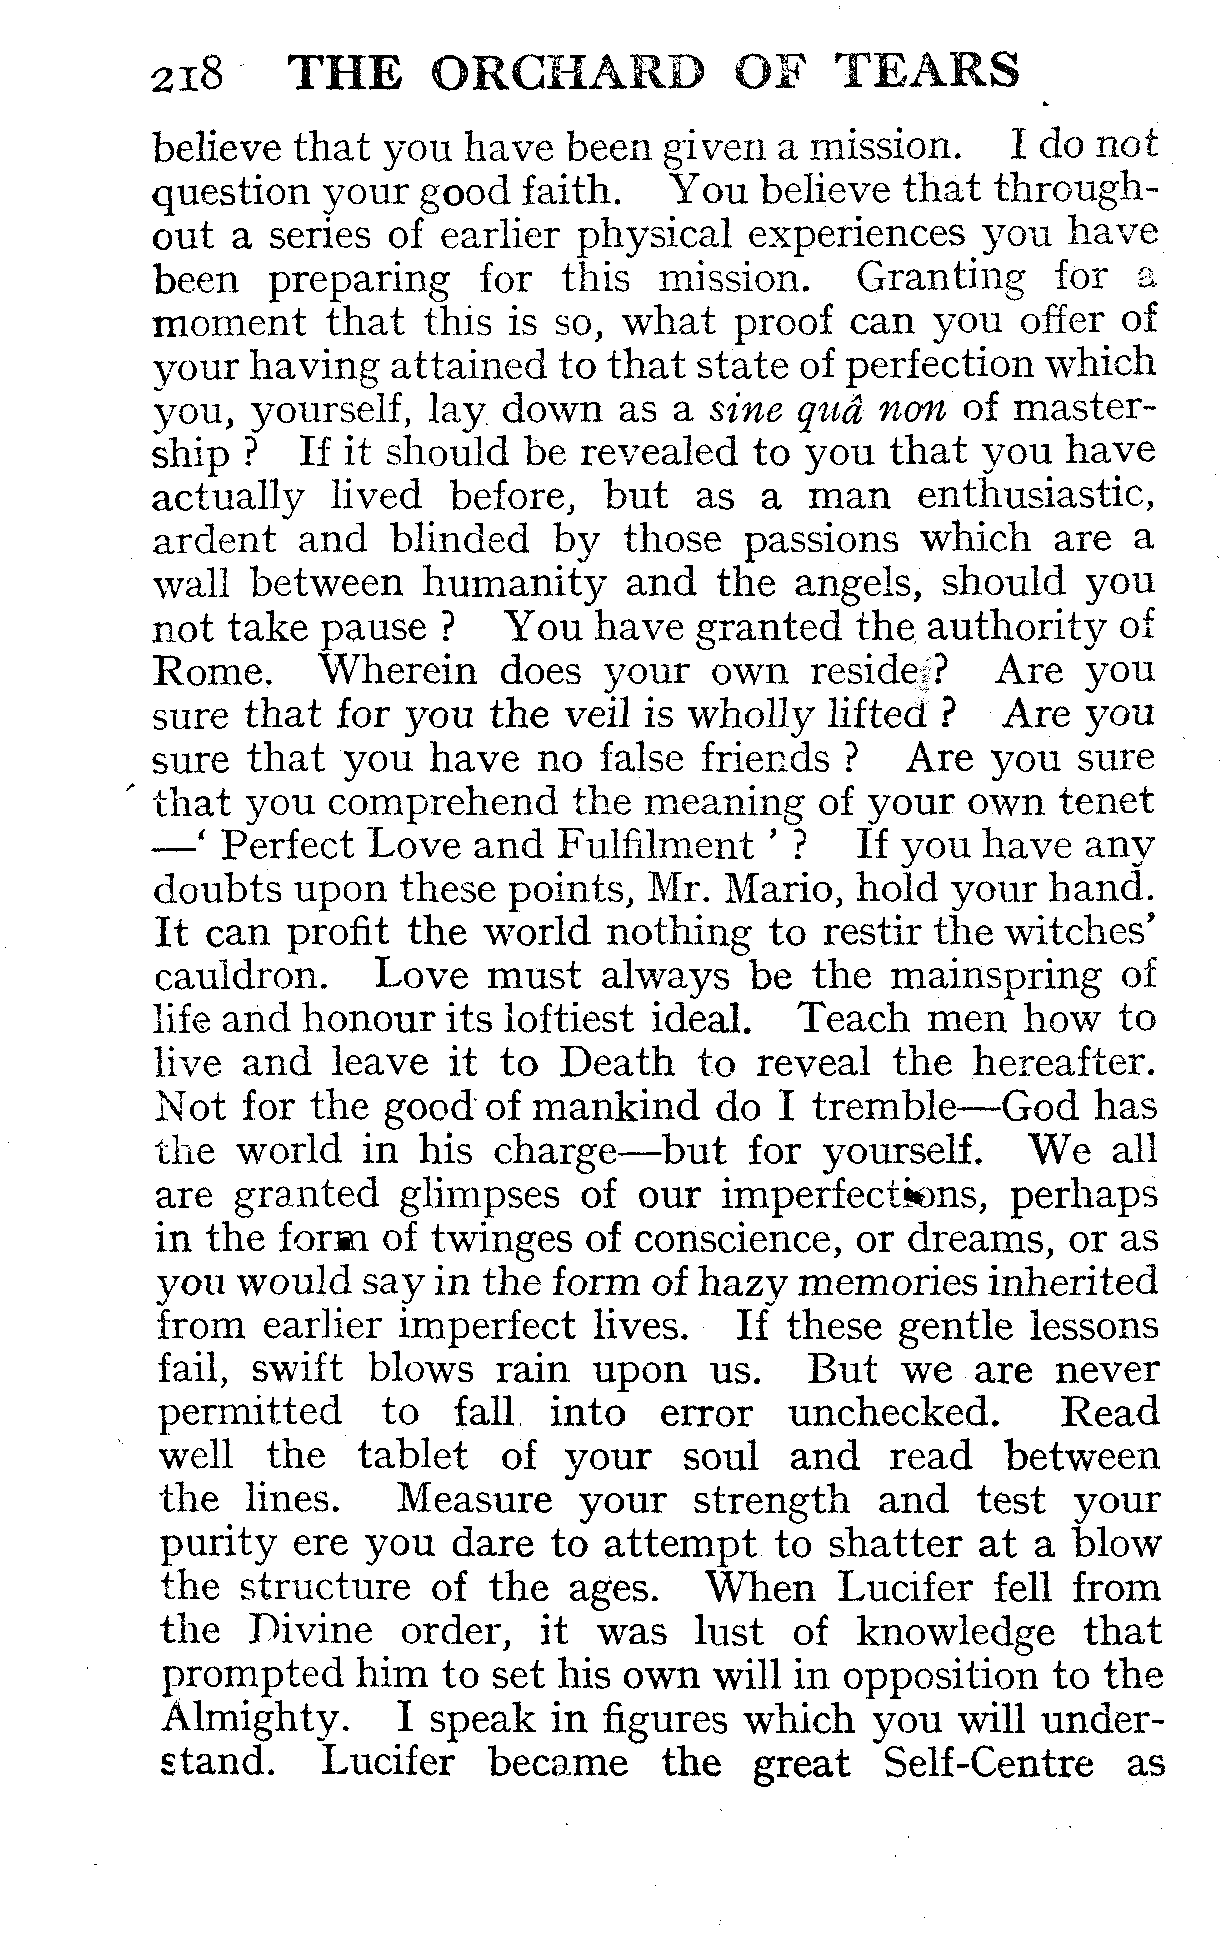 218 THE ORCHARD OF TEARS
believe that you have been given a mission. I do not
question your good faith. You believe that through-
out a series of earlier physical experiences you have
been preparing for this mission. Granting for a
moment that this is so, what proof can you offer of
your having attained to that state of perfection which
you, yourself, lay down as a sine quâ non of master-
ship ? If it should be revealed to you that you have
actually lived before, but as a man enthusiastic,
ardent and blinded by those passions which are a
wall between humanity and the angels, should you
not take pause ? You have granted the authority of
Rome. Wherein does your own reside ? Are you
sure that for you the veil is wholly lifted ? Are you
sure that you have no false friends ? Are you sure
that you comprehend the meaning of your own tenet
—‘ Perfect Love and Fulfilment ’ ? If you have any
doubts upon these points, Mr. Mario, hold your hand.
It can profit the world nothing to restir the witches’
cauldron. Love must always be the mainspring of
life and honour its loftiest ideal. Teach men how to
live and leave it to Death to reveal the hereafter.
Not for the good of mankind do I tremble—God has
the world in his charge—but for yourself. We all
are granted glimpses of our imperfections, perhaps
in the form of twinges of conscience, or dreams, or as
you would say in the form of hazy memories inherited
from earlier imperfect lives. If these gentle lessons
fail, swift blows rain upon us. But we are never
permitted to fall into error unchecked. Read
well the tablet of your soul and read between
the lines. Measure your strength and test your
purity ere you dare to attempt to shatter at a blow
the structure of the ages. When Lucifer fell from
the Divine order, it was lust of knowledge that
prompted him to set his own will in opposition to the
Almighty. I speak in figures which you will under-
stand. Lucifer became the great Self-Centre as